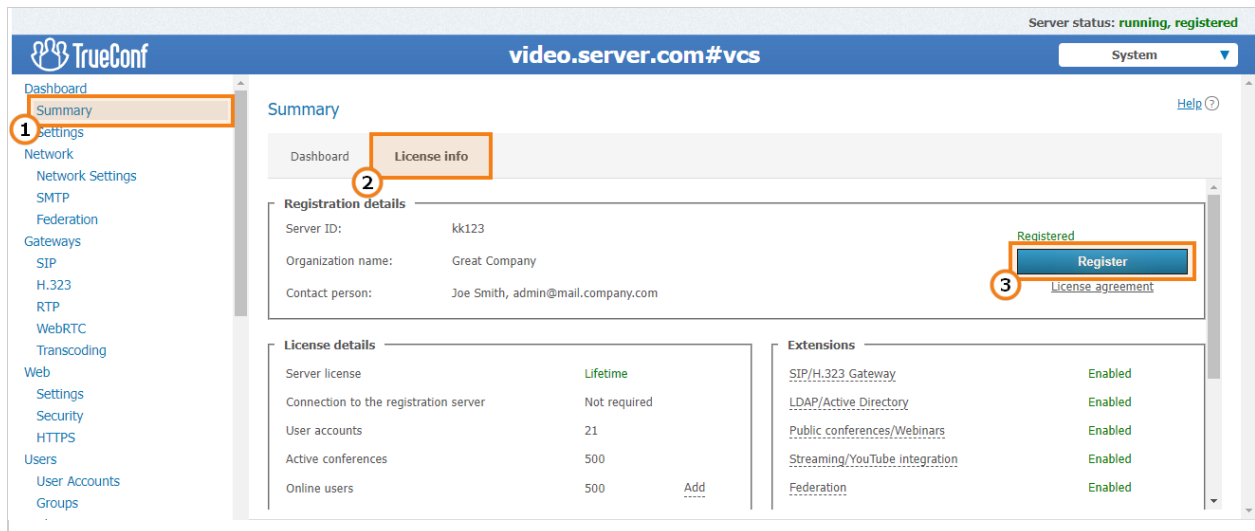 Server status: running, registered
TrueConf
video.server.com#vcs
System
Dashboard
Summary
1
Settings
Network
Network Settings
SMTP
Federation
Gateways
SIP
H.323
RTP
WebRTC
Transcoding
Web
Settings
Security
HTTPS
Users
User Accounts
Groups
Summary
Help ?
Dashboard
License info
2
Registration details
Server ID: kk123
Organization name: Great Company
Contact person: Joe Smith, admin@mail.company.com
Registered
Register
3
License agreement
License details
Server license Lifetime
Connection to the registration server Not required
User accounts 21
Active conferences 500
Online users 500 Add
Extensions
SIP/H.323 Gateway Enabled
LDAP/Active Directory Enabled
Public conferences/Webinars Enabled
Streaming/YouTube integration Enabled
Federation Enabled